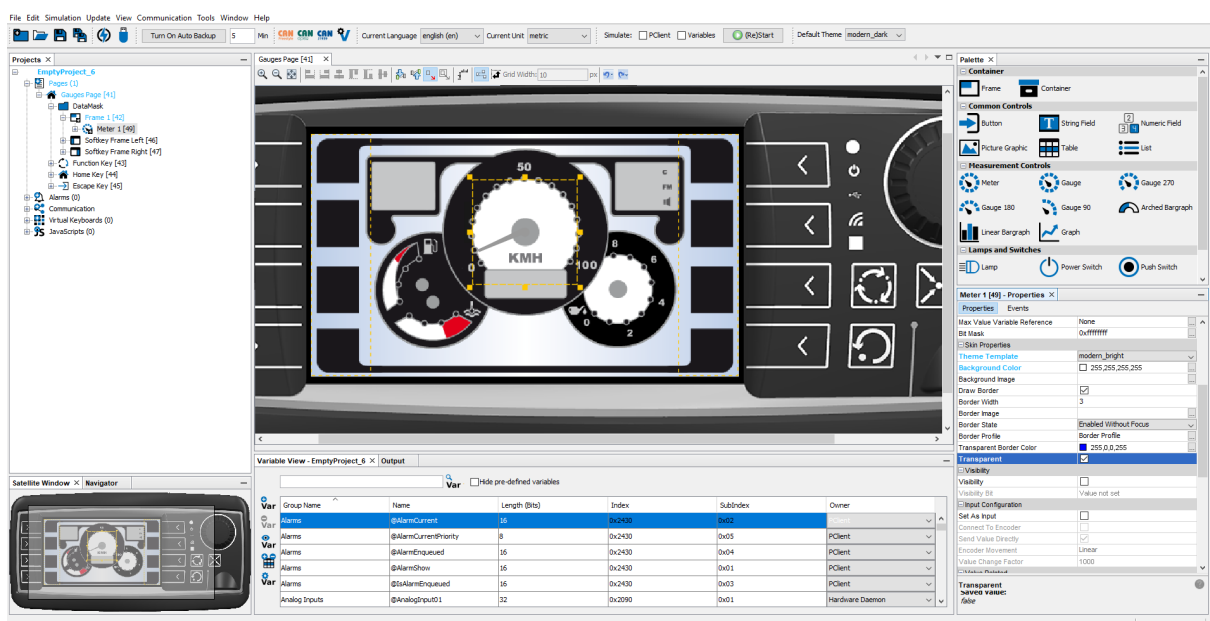 File Edit Simulation Update View Communication Tools Window Help
Turn On Auto Backup 5 Min CAN CAN CAN Current Language english (en) Current Unit metric Simulate: PClient Variables (Re)Start Default Theme modern_dark
Projects
EmptyProject_6
Pages (1)
Gauges Page [41]
DataMask
Frame 1 [42]
Meter 1 [49]
Softkey Frame Left [46]
Softkey Frame Right [47]
Function Key [43]
Home Key [44]
Escape Key [45]
Alarms (0)
Communication
Virtual Keyboards (0)
JavaScripts (0)
Satellite Window Navigator
Gauges Page [41]
Grid Width: 10 px
50
C
FM
KMH
0
100
8
6
4
2
0
Variable View - EmptyProject_6 Output
Var Hide pre-defined variables
Var Group Name Name Length (Bits) Index SubIndex Owner
Var Alarms @AlarmCurrent 16 0x2430 0x02 PClient
Var Alarms @AlarmCurrentPriority 8 0x2430 0x05 PClient
Alarms @AlarmEnqueued 16 0x2430 0x04 PClient
Var Alarms @AlarmShow 16 0x2430 0x01 PClient
Alarms @IsAlarmEnqueued 16 0x2430 0x03 PClient
Analog Inputs @AnalogInput01 32 0x2090 0x01 Hardware Daemon
Palette
Container
Frame Container
Common Controls
Button String Field Numeric Field
Picture Graphic Table List
Measurement Controls
Meter Gauge Gauge 270
Gauge 180 Gauge 90 Arched Bargraph
Linear Bargraph Graph
Lamps and Switches
Lamp Power Switch Push Switch
Meter 1 [49] - Properties
Properties Events
Max Value Variable Reference None
Bit Mask 0xffffffff
Skin Properties
Theme Template modern_bright
Background Color 255,255,255,255
Background Image
Draw Border
Border Width 3
Border Image
Border State Enabled Without Focus
Border Profile Border Profile
Transparent Border Color 255,0,0,255
Transparent
Visibility
Visibility
Visibility Bit Value not set
Input Configuration
Set As Input
Connect To Encoder
Send Value Directly
Encoder Movement Linear
Value Change Factor 1000
Transparent
Saved value:
false